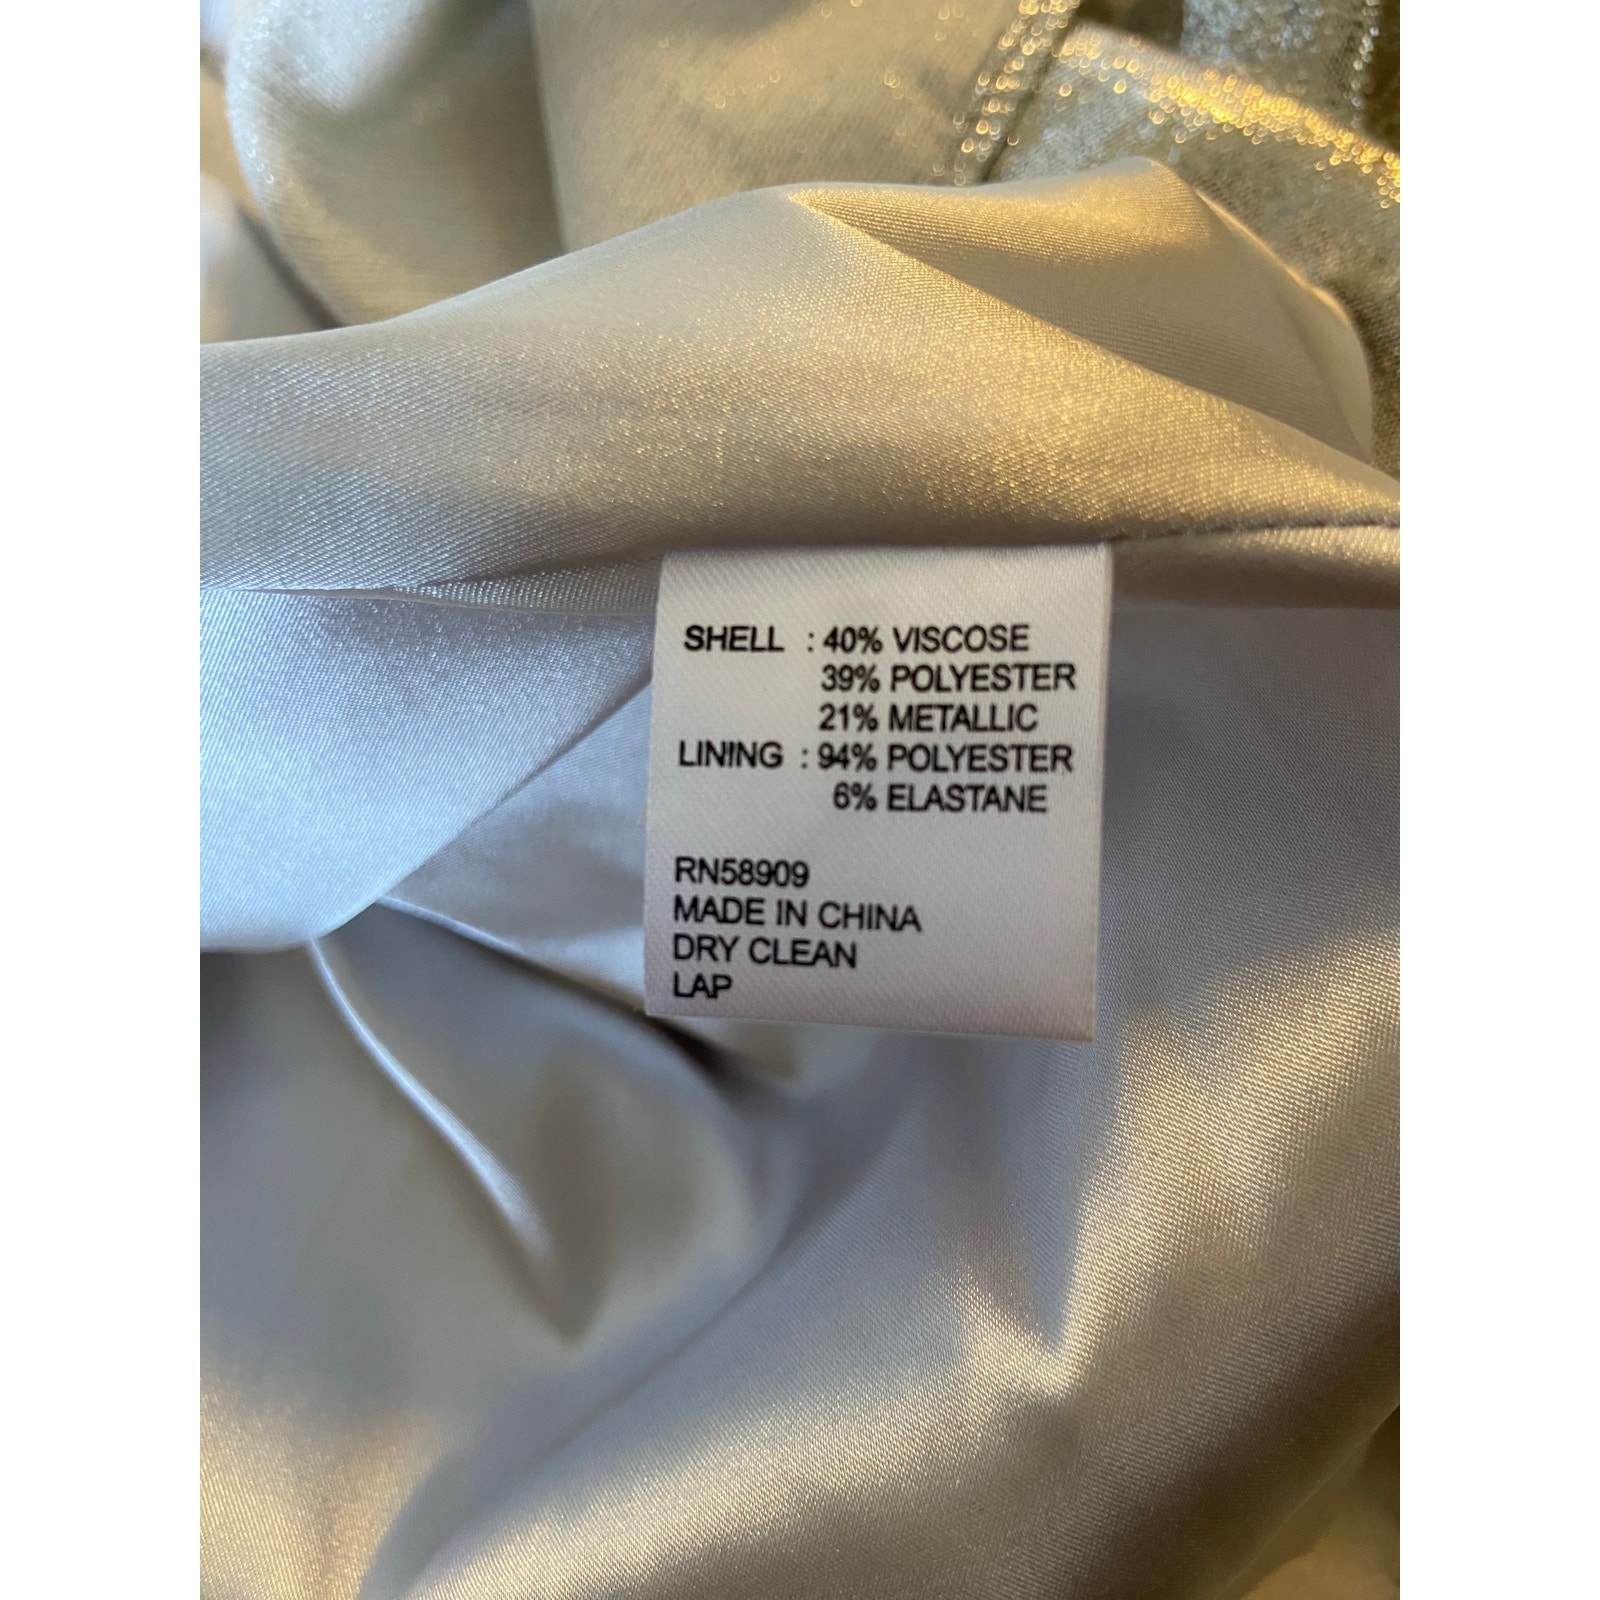 SHELL : 40% VISCOSE
39% POLYESTER
21% METALLIC
LINING : 94% POLYESTER
6% ELASTANE
RN58909
MADE IN CHINA
DRY CLEAN
LAP